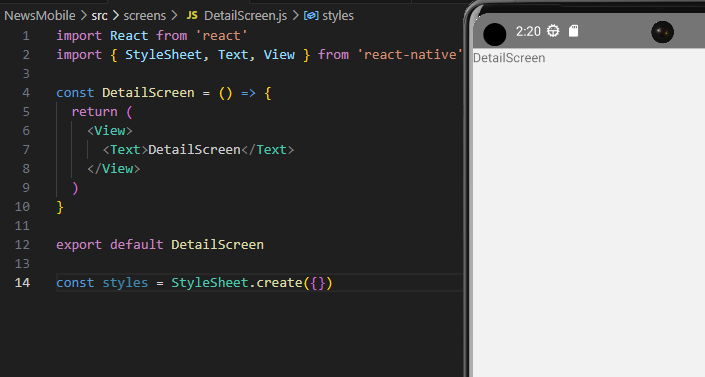 NewsMobile > src > screens > JS DetailScreen.js > styles
1 import React from 'react'
2 import { StyleSheet, Text, View } from 'react-native'
3
4 const DetailScreen = () => {
5   return (
6     <View>
7       <Text>DetailScreen</Text>
8     </View>
9   )
10 }
11
12 export default DetailScreen
13
14 const styles = StyleSheet.create({})
2:20
DetailScreen